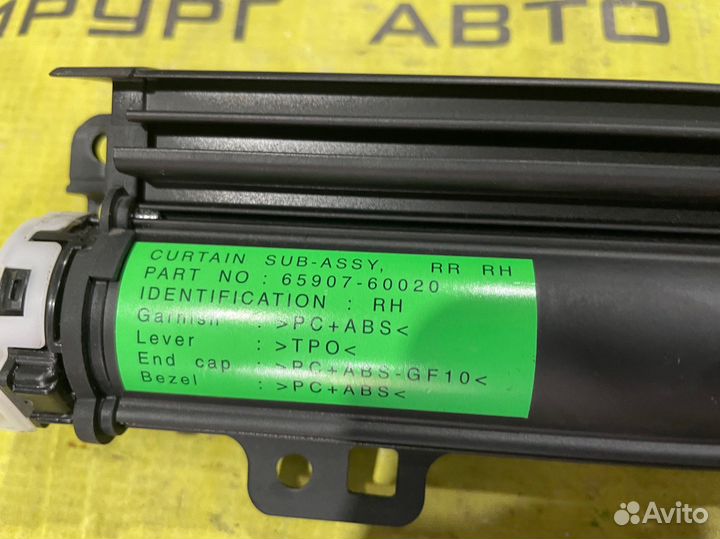 ИРУРГ АВТО
CURTAIN SUB-ASSY, RR RH
PART NO : 65907-60020
IDENTIFICATION : RH
Garnish : >PC+ABS<
Lever : >TPO<
End cap : >PC+ABS-GF10<
Bezel : >PC+ABS<
Avito